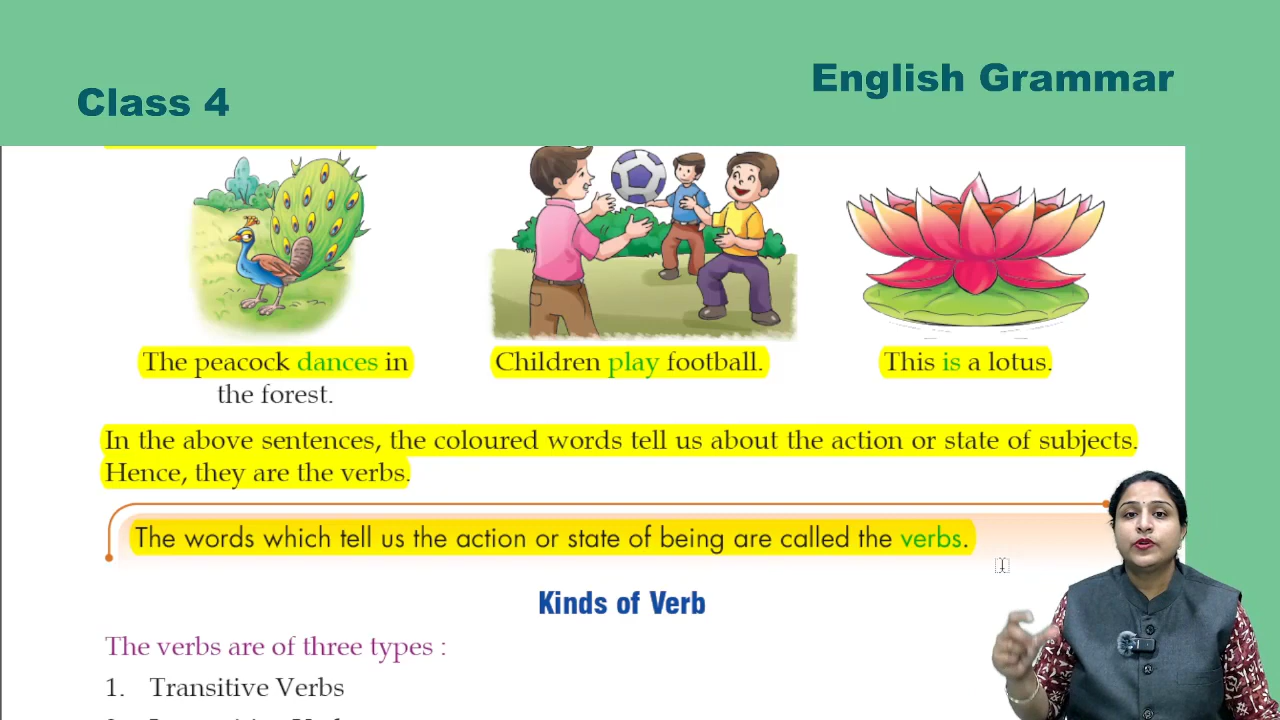 Class 4
English Grammar
The peacock dances in
the forest.
Children play football.
This is a lotus.
In the above sentences, the coloured words tell us about the action or state of subjects.
Hence, they are the verbs.
The words which tell us the action or state of being are called the verbs.
Kinds of Verb
The verbs are of three types :
1. Transitive Verbs